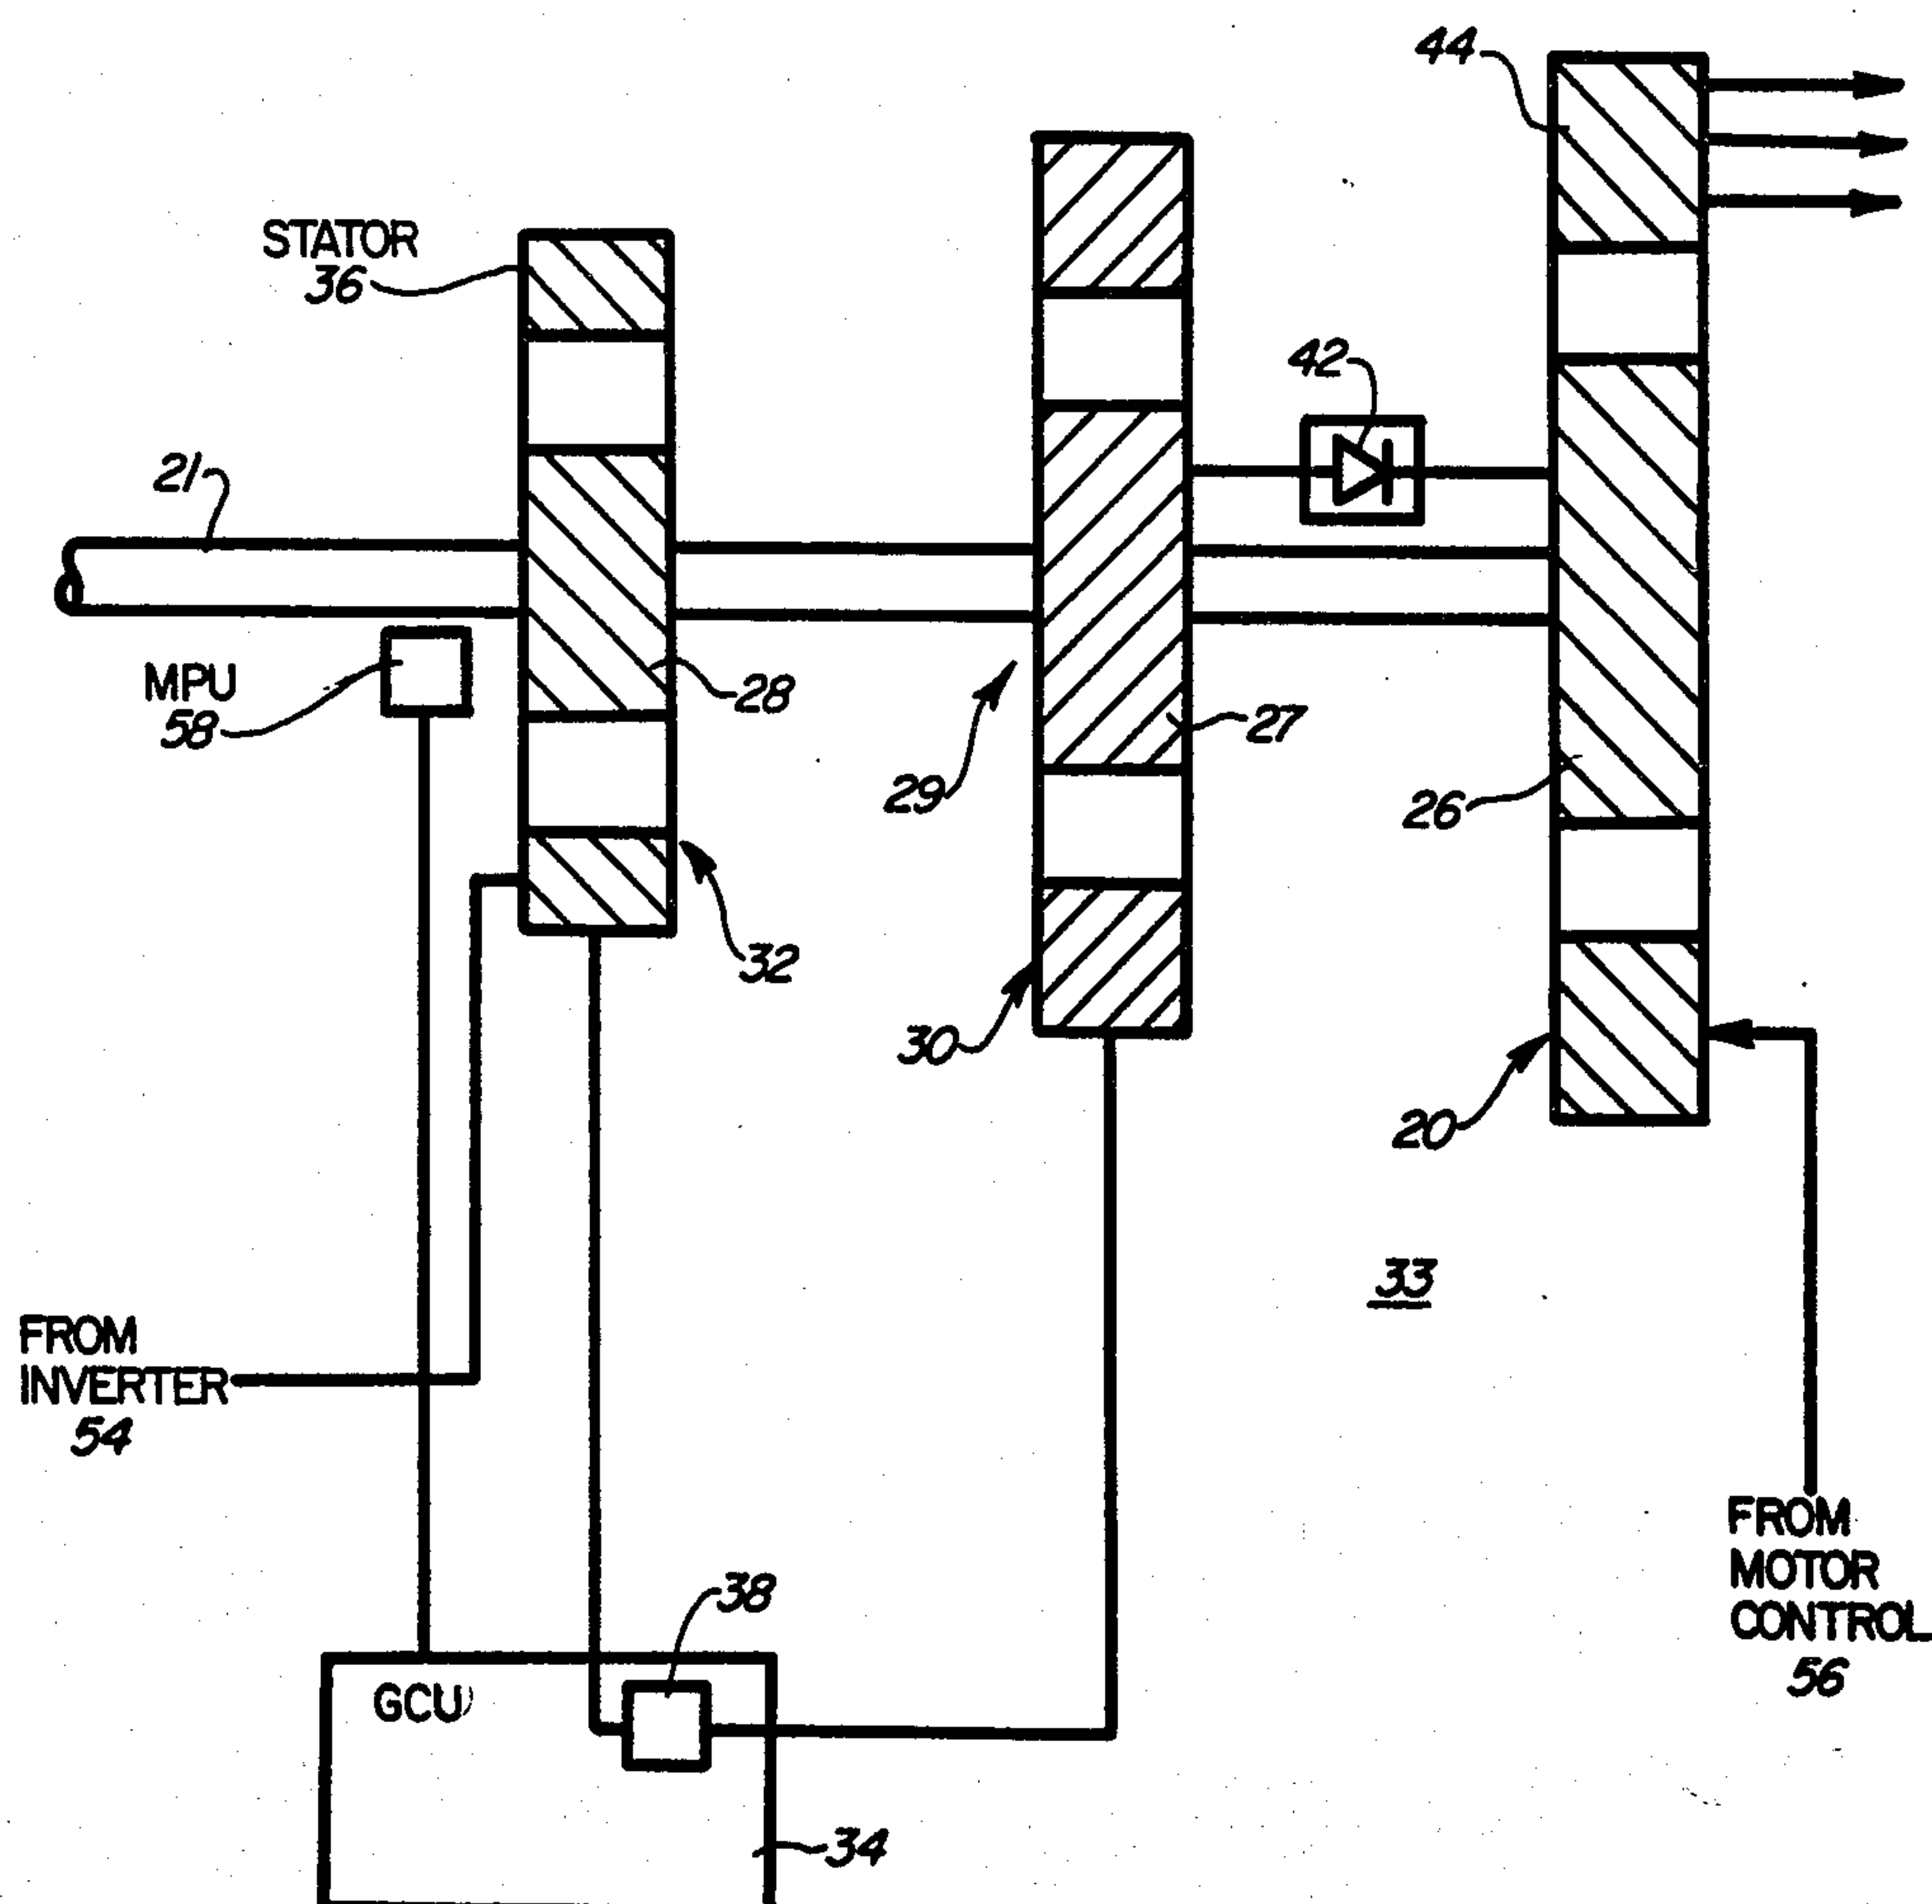 44
STATOR
36
42
21
28
MPU
58
27
29
26
32
30
20
33
FROM
INVERTER
54
FROM
MOTOR
CONTROL
56
38
GCU
34